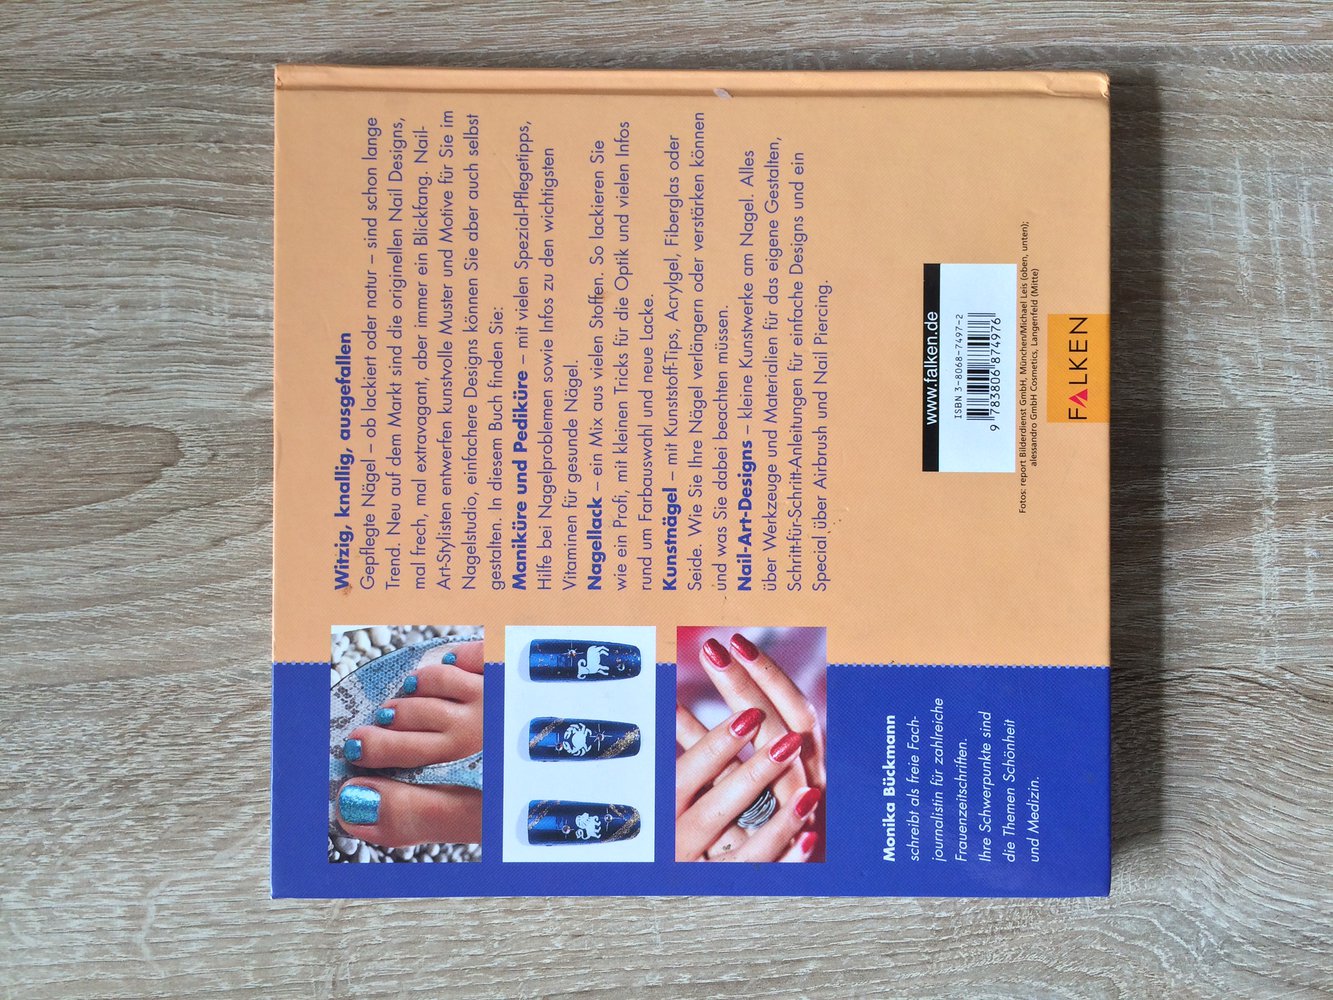 Witzig, knallig, ausgefallen
Gepflegte Nägel – ob lackiert oder natur – sind schon lange
Trend. Neu auf dem Markt sind die originellen Nail Designs,
mal frech, mal extravagant, aber immer ein Blickfang. Nail-
Art-Stylisten entwerfen kunstvolle Muster und Motive für Sie im
Nagelstudio, einfachere Designs können Sie aber auch selbst
gestalten. In diesem Buch finden Sie:
Maniküre und Pediküre – mit vielen Spezial-Pflegetipps,
Hilfe bei Nagelproblemen sowie Infos zu den wichtigsten
Vitaminen für gesunde Nägel.
Nagellack – ein Mix aus vielen Stoffen. So lackieren Sie
wie ein Profi, mit kleinen Tricks für die Optik und vielen Infos
rund um Farbauswahl und neue Lacke.
Kunstnägel – mit Kunststoff-Tips, Acrylgel, Fiberglas oder
Seide. Wie Sie Ihre Nägel verlängern oder verstärken können
und was Sie dabei beachten müssen.
Nail-Art-Designs – kleine Kunstwerke am Nagel. Alles
über Werkzeuge und Materialien für das eigene Gestalten,
Schritt-für-Schritt-Anleitungen für einfache Designs und ein
Special über Airbrush und Nail Piercing.
Monika Bückmann
schreibt als freie Fach-
journalistin für zahlreiche
Frauenzeitschriften.
Ihre Schwerpunkte sind
die Themen Schönheit
und Medizin.
www.falken.de
ISBN 3-8068-7497-2
9 783806 874976
Fotos: report Bilderdienst GmbH, München/Michael Leis (oben, unten);
alessandro GmbH Cosmetics, Langenfeld (Mitte)
FALKEN